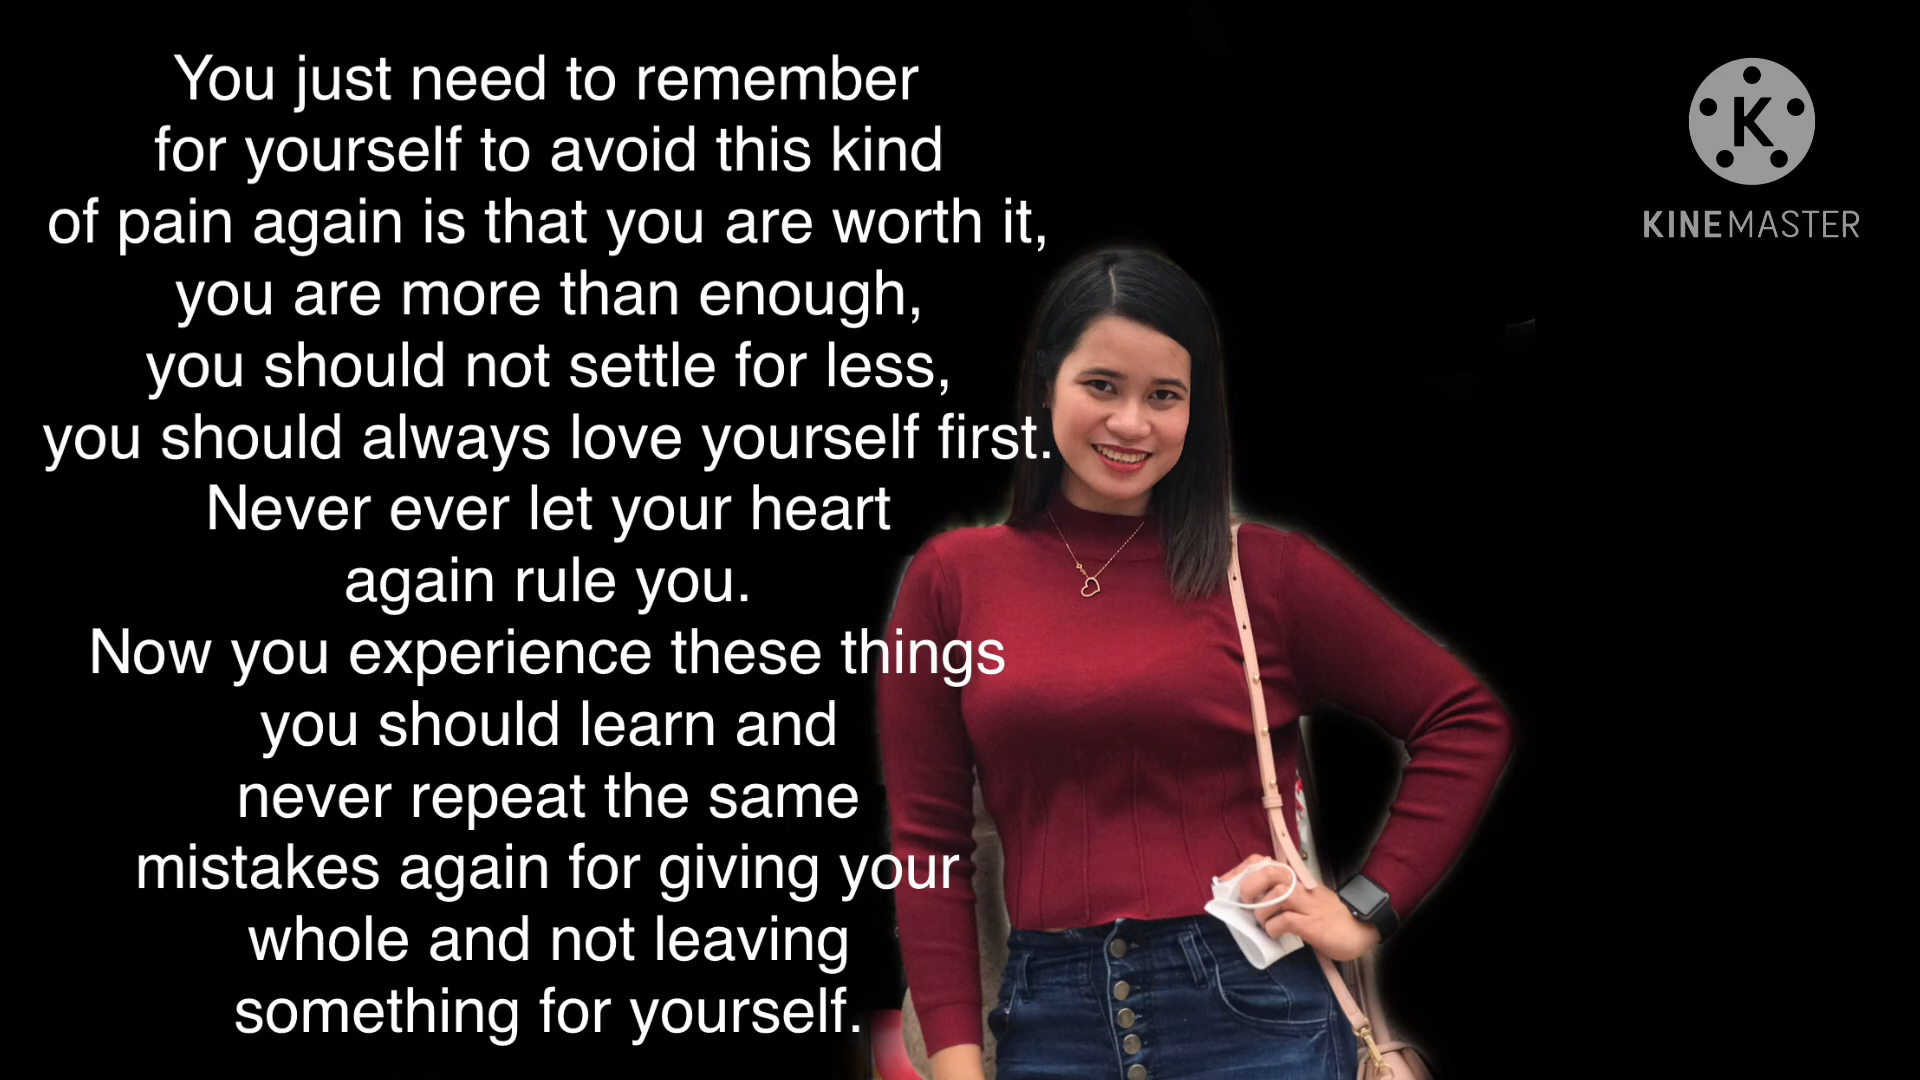 You just need to remember
for yourself to avoid this kind
of pain again is that you are worth it,
you are more than enough,
you should not settle for less,
you should always love yourself first.
Never ever let your heart
again rule you.
Now you experience these things
you should learn and
never repeat the same
mistakes again for giving your
whole and not leaving
something for yourself.
K
KINEMASTER